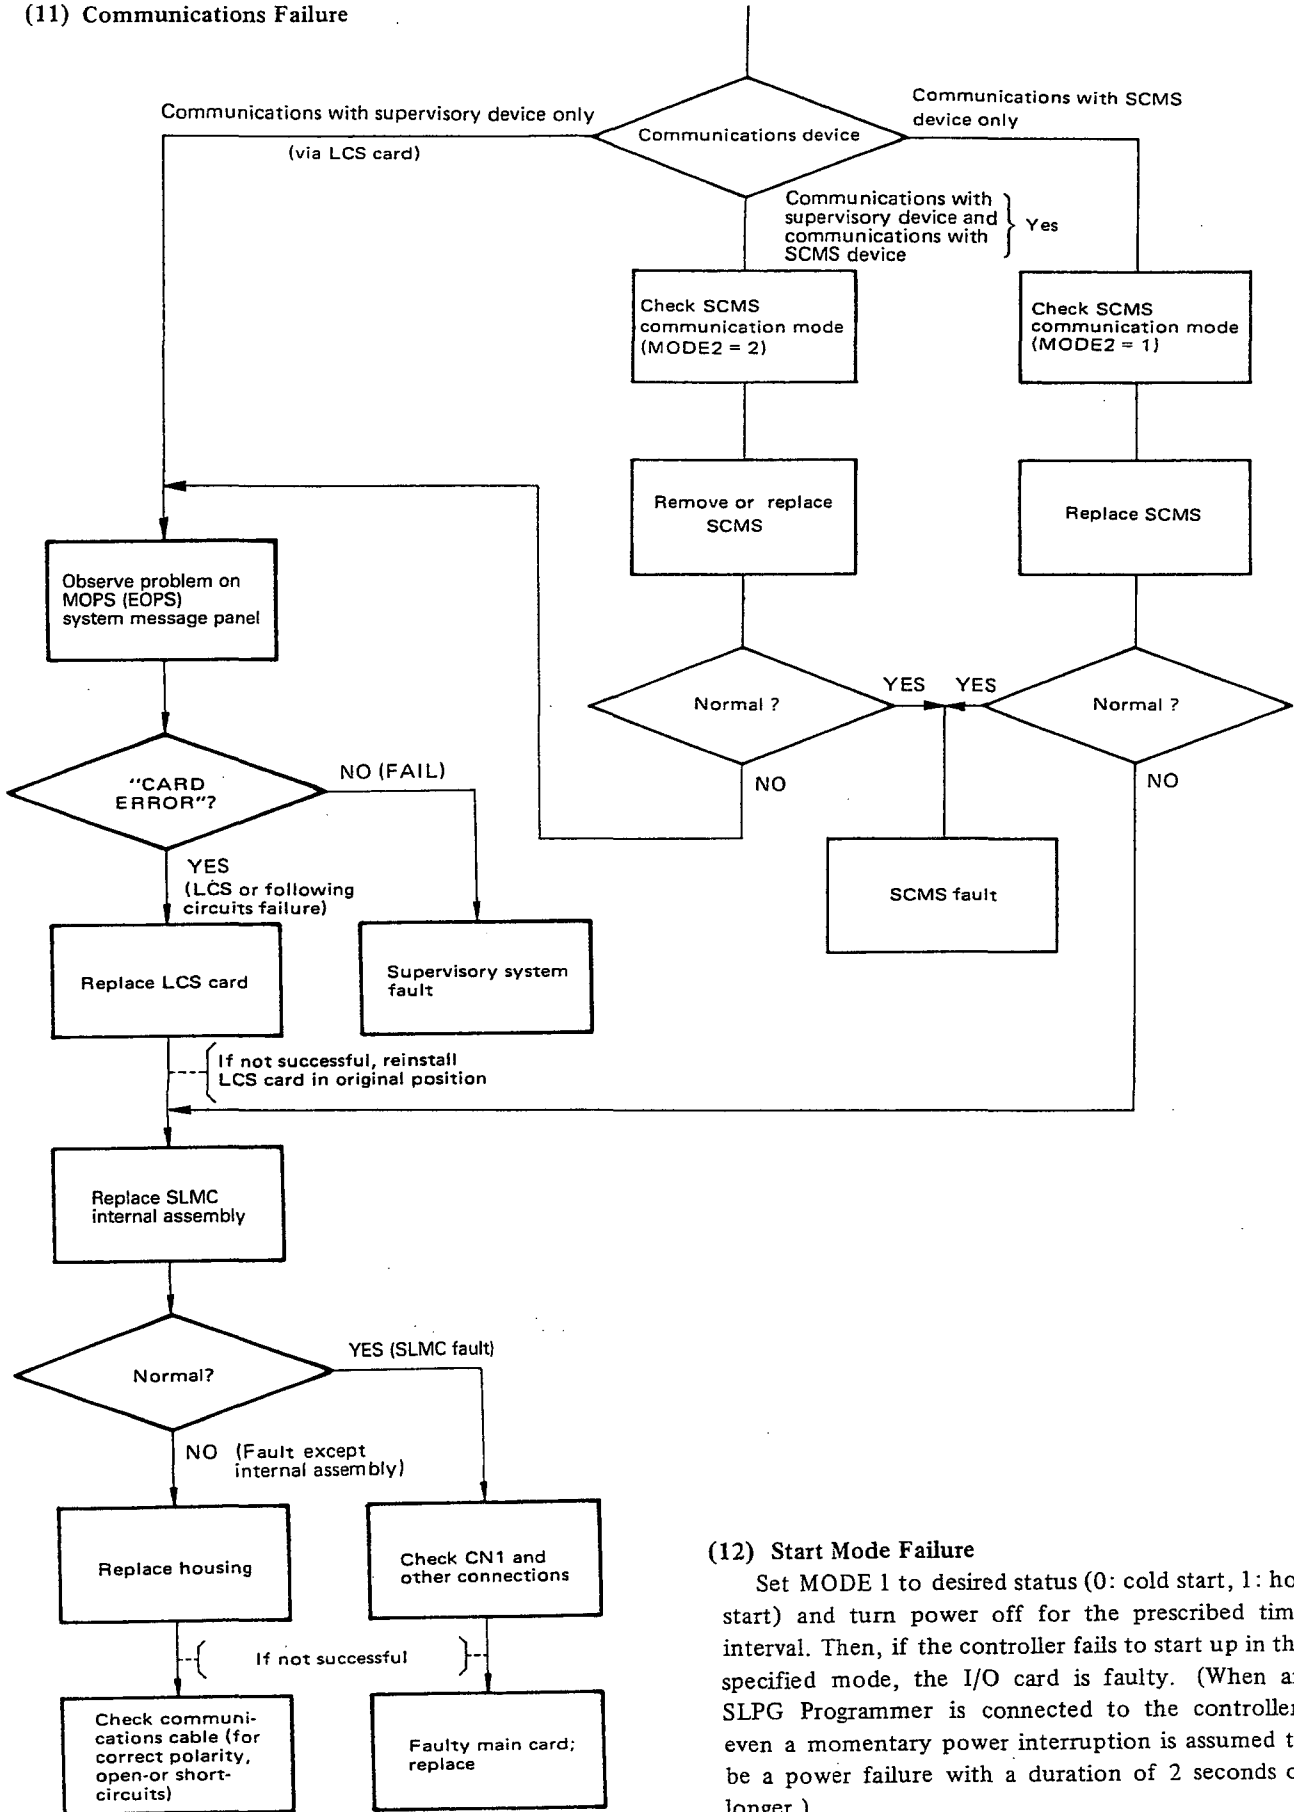 (11) Communications Failure
Communications with supervisory device only
(via LCS card)
Communications device
Communications with SCMS
device only
Communications with
supervisory device and
communications with
SCMS device
Yes
Check SCMS
communication mode
(MODE2 = 2)
Check SCMS
communication mode
(MODE2 = 1)
Remove or replace
SCMS
Replace SCMS
Observe problem on
MOPS (EOPS)
system message panel
Normal ?
YES
YES
Normal ?
NO
NO
"CARD
ERROR"?
NO (FAIL)
YES
(LCS or following
circuits failure)
SCMS fault
Replace LCS card
Supervisory system
fault
If not successful, reinstall
LCS card in original position
Replace SLMC
internal assembly
Normal?
YES (SLMC fault)
NO (Fault except
internal assembly)
Replace housing
Check CN1 and
other connections
If not successful
Check communi-
cations cable (for
correct polarity,
open-or short-
circuits)
Faulty main card;
replace
(12) Start Mode Failure
Set MODE 1 to desired status (0: cold start, 1: ho
start) and turn power off for the prescribed tim
interval. Then, if the controller fails to start up in th
specified mode, the I/O card is faulty. (When a
SLPG Programmer is connected to the controller
even a momentary power interruption is assumed t
be a power failure with a duration of 2 seconds o
longer.)